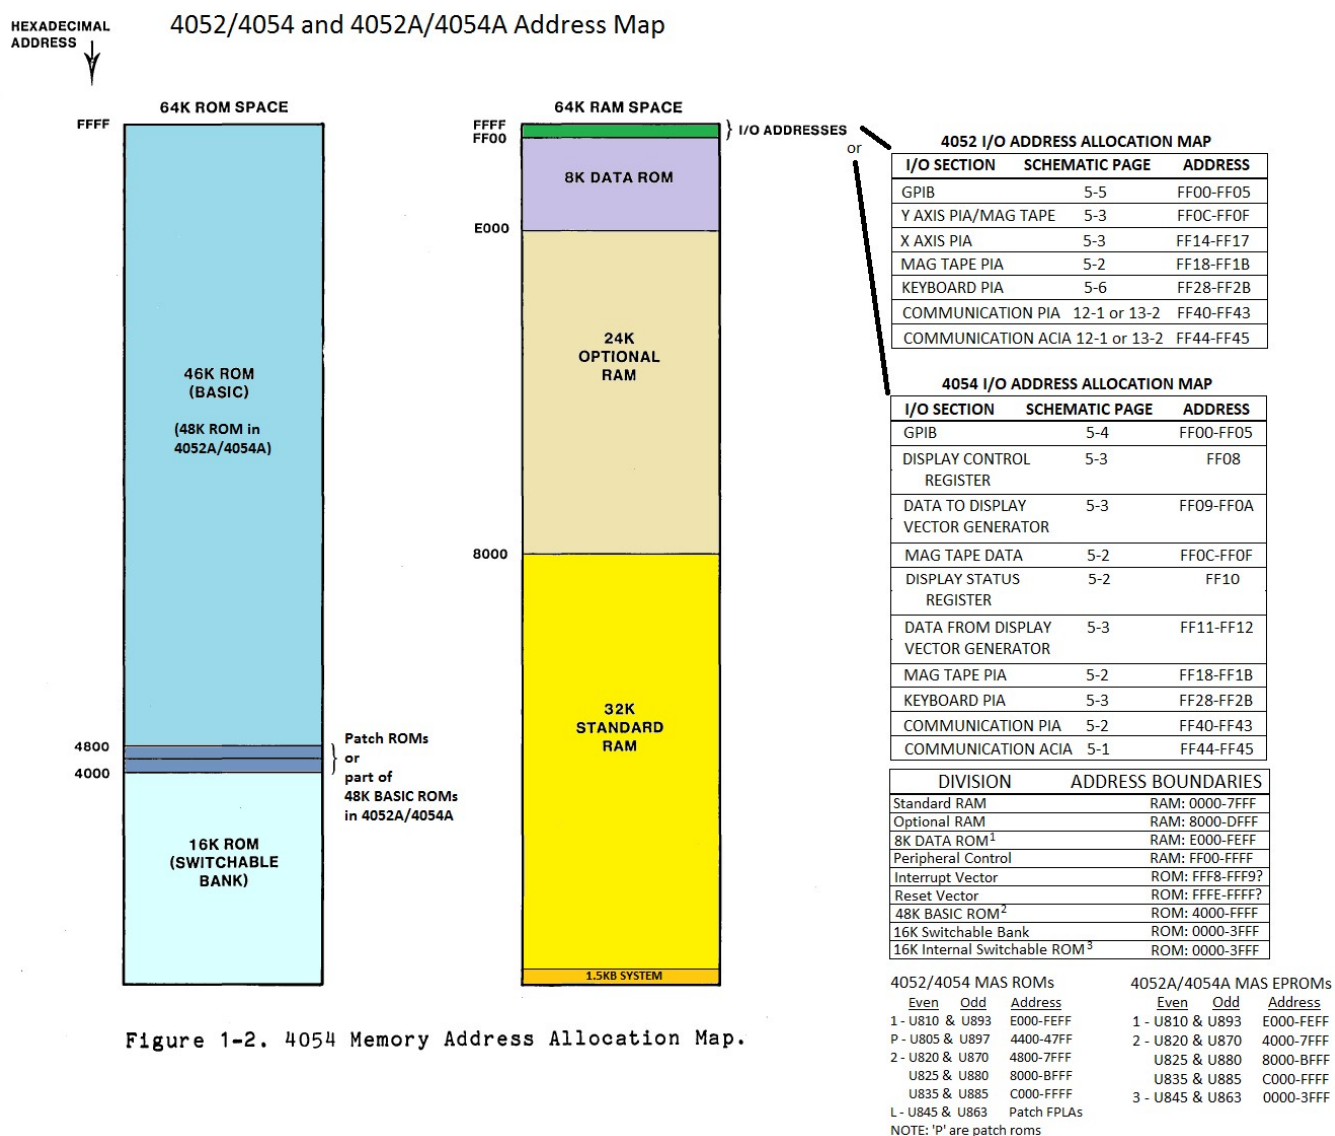 4052/4054 and 4052A/4054A Address Map
HEXADECIMAL
ADDRESS
64K ROM SPACE
FFFF
46K ROM
(BASIC)
(48K ROM in
4052A/4054A)
4800
4000
Patch ROMs
or
part of
48K BASIC ROMs
in 4052A/4054A
16K ROM
(SWITCHABLE
BANK)
64K RAM SPACE
FFFF
FF00
I/O ADDRESSES
or
8K DATA ROM
E000
24K
OPTIONAL
RAM
8000
32K
STANDARD
RAM
1.5KB SYSTEM
Figure 1-2. 4054 Memory Address Allocation Map.
4052 I/O ADDRESS ALLOCATION MAP
I/O SECTION SCHEMATIC PAGE ADDRESS
GPIB 5-5 FF00-FF05
Y AXIS PIA/MAG TAPE 5-3 FF0C-FF0F
X AXIS PIA 5-3 FF14-FF17
MAG TAPE PIA 5-2 FF18-FF1B
KEYBOARD PIA 5-6 FF28-FF2B
COMMUNICATION PIA 12-1 or 13-2 FF40-FF43
COMMUNICATION ACIA 12-1 or 13-2 FF44-FF45
4054 I/O ADDRESS ALLOCATION MAP
I/O SECTION SCHEMATIC PAGE ADDRESS
GPIB 5-4 FF00-FF05
DISPLAY CONTROL 5-3 FF08
REGISTER
DATA TO DISPLAY 5-3 FF09-FF0A
VECTOR GENERATOR
MAG TAPE DATA 5-2 FF0C-FF0F
DISPLAY STATUS 5-2 FF10
REGISTER
DATA FROM DISPLAY 5-3 FF11-FF12
VECTOR GENERATOR
MAG TAPE PIA 5-2 FF18-FF1B
KEYBOARD PIA 5-3 FF28-FF2B
COMMUNICATION PIA 5-2 FF40-FF43
COMMUNICATION ACIA 5-1 FF44-FF45
DIVISION ADDRESS BOUNDARIES
Standard RAM RAM: 0000-7FFF
Optional RAM RAM: 8000-DFFF
8K DATA ROM1 RAM: E000-FEFF
Peripheral Control RAM: FF00-FFFF
Interrupt Vector ROM: FFF8-FFF9?
Reset Vector ROM: FFFE-FFFF?
48K BASIC ROM2 ROM: 4000-FFFF
16K Switchable Bank ROM: 0000-3FFF
16K Internal Switchable ROM3 ROM: 0000-3FFF
4052/4054 MAS ROMs
Even Odd Address
1 - U810 & U893 E000-FEFF
P - U805 & U897 4400-47FF
2 - U820 & U870 4800-7FFF
U825 & U880 8000-BFFF
U835 & U885 C000-FFFF
L - U845 & U863 Patch FPLAs
NOTE: 'P' are patch roms
4052A/4054A MAS EPROMs
Even Odd Address
1 - U810 & U893 E000-FEFF
2 - U820 & U870 4000-7FFF
U825 & U880 8000-BFFF
U835 & U885 C000-FFFF
3 - U845 & U863 0000-3FFF